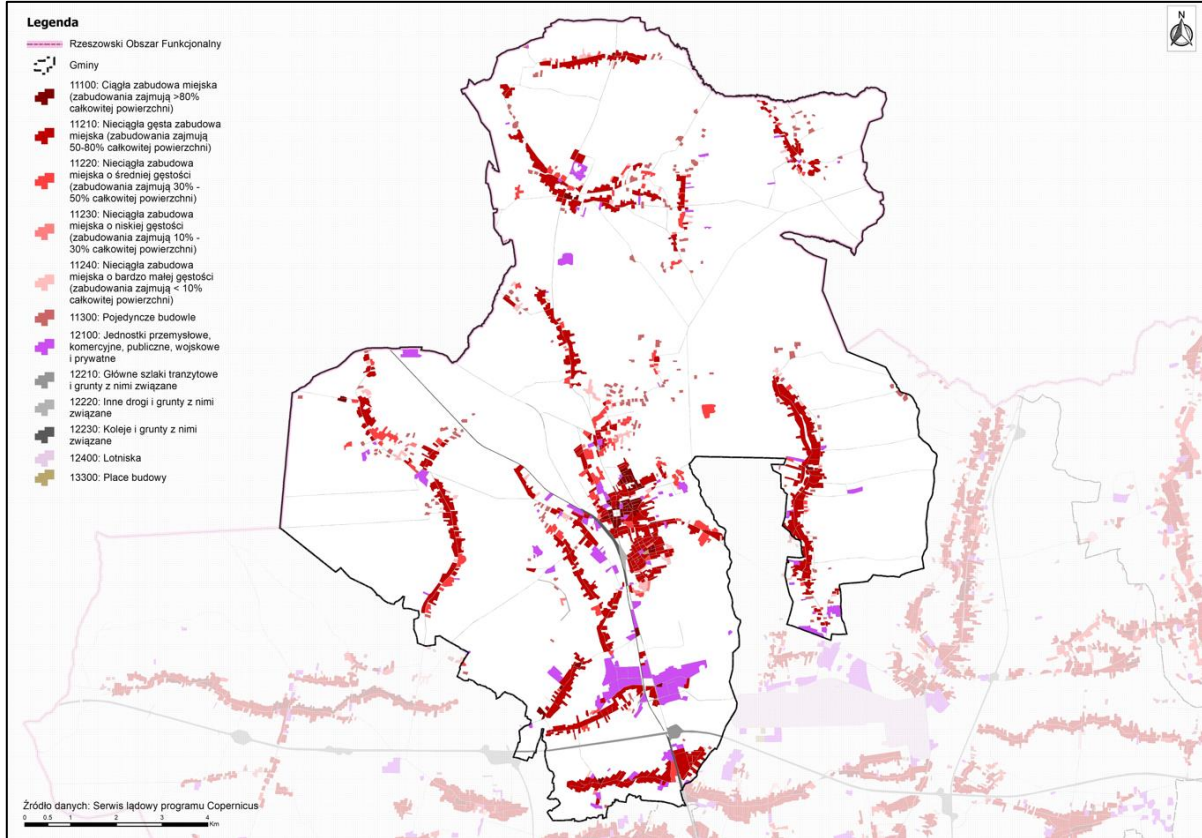 Legenda
Rzeszowski Obszar Funkcjonalny
Gminy
11100: Ciągła zabudowa miejska
(zabudowania zajmują >80%
całkowitej powierzchni)
11210: Nieciągła gęsta zabudowa
miejska (zabudowania zajmują
50-80% całkowitej powierzchni)
11220: Nieciągła zabudowa
miejska o średniej gęstości
(zabudowania zajmują 30% -
50% całkowitej powierzchni)
11230: Nieciągła zabudowa
miejska o niskiej gęstości
(zabudowania zajmują 10% -
30% całkowitej powierzchni)
11240: Nieciągła zabudowa
miejska o bardzo małej gęstości
(zabudowania zajmują < 10%
całkowitej powierzchni)
11300: Pojedyncze budowle
12100: Jednostki przemysłowe,
komercyjne, publiczne, wojskowe
i prywatne
12210: Główne szlaki tranzytowe
i grunty z nimi związane
12220: Inne drogi i grunty z nimi
związane
12230: Koleje i grunty z nimi
związane
12400: Lotniska
13300: Place budowy
N
Źródło danych: Serwis lądowy programu Copernicus
0 0.5 1 2 3 4
Km